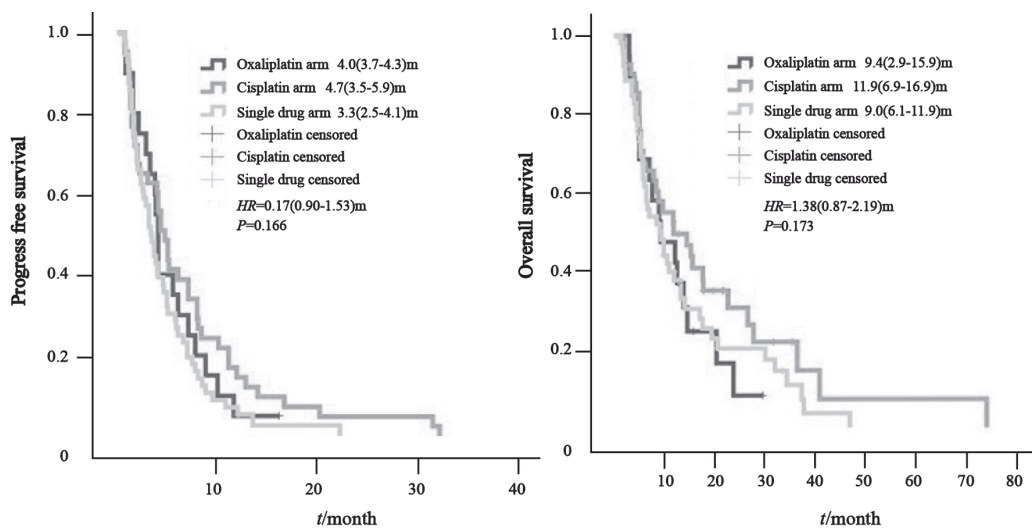 Progress free survival
1.0
0.8
0.6
0.4
0.2
0
10
20
30
40
t/month
Oxaliplatin arm 4.0(3.7-4.3)m
Cisplatin arm 4.7(3.5-5.9)m
Single drug arm 3.3(2.5-4.1)m
Oxaliplatin censored
Cisplatin censored
Single drug censored
HR=0.17(0.90-1.53)m
P=0.166
Overall survival
1.0
0.8
0.6
0.4
0.2
0
10
20
30
40
50
60
70
80
t/month
Oxaliplatin arm 9.4(2.9-15.9)m
Cisplatin arm 11.9(6.9-16.9)m
Single drug arm 9.0(6.1-11.9)m
Oxaliplatin censored
Cisplatin censored
Single drug censored
HR=1.38(0.87-2.19)m
P=0.173